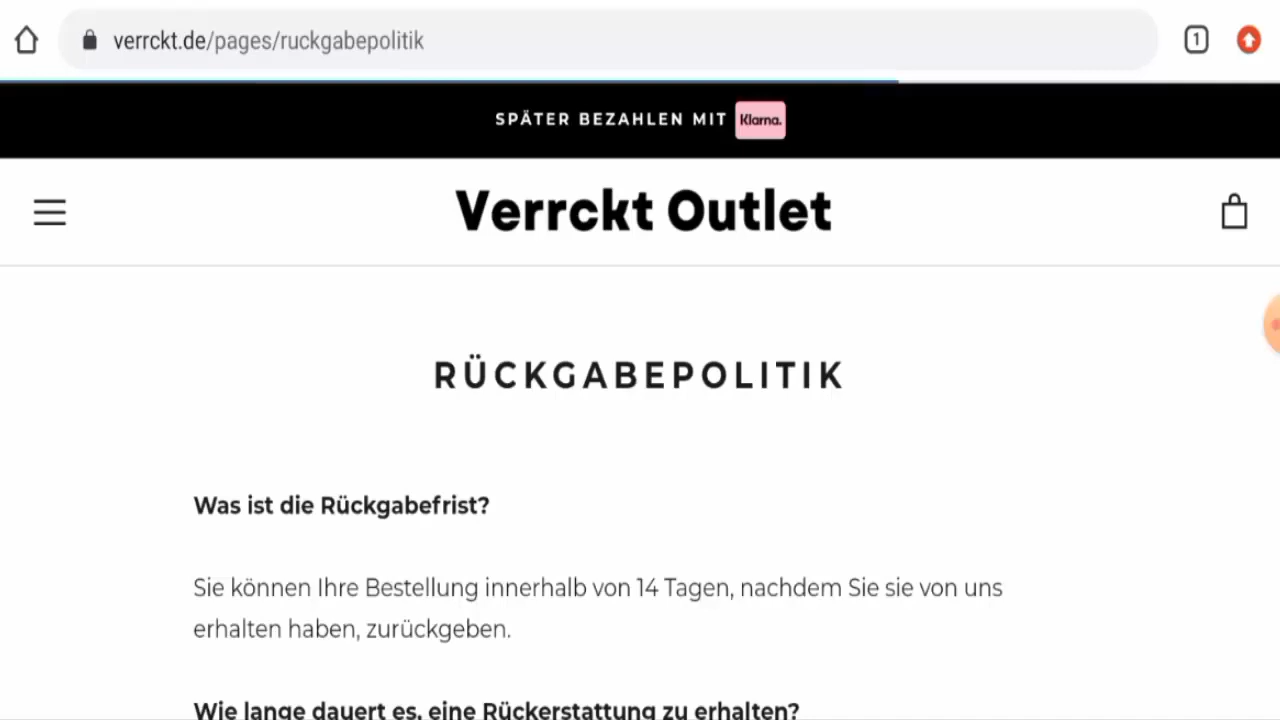 verrckt.de/pages/ruckgabepolitik
1
SPÄTER BEZAHLEN MIT Klarna.
Verrckt Outlet
RÜCKGABEPOLITIK
Was ist die Rückgabefrist?
Sie können Ihre Bestellung innerhalb von 14 Tagen, nachdem Sie sie von uns
erhalten haben, zurückgeben.
Wie lange dauert es, eine Rückerstattung zu erhalten?